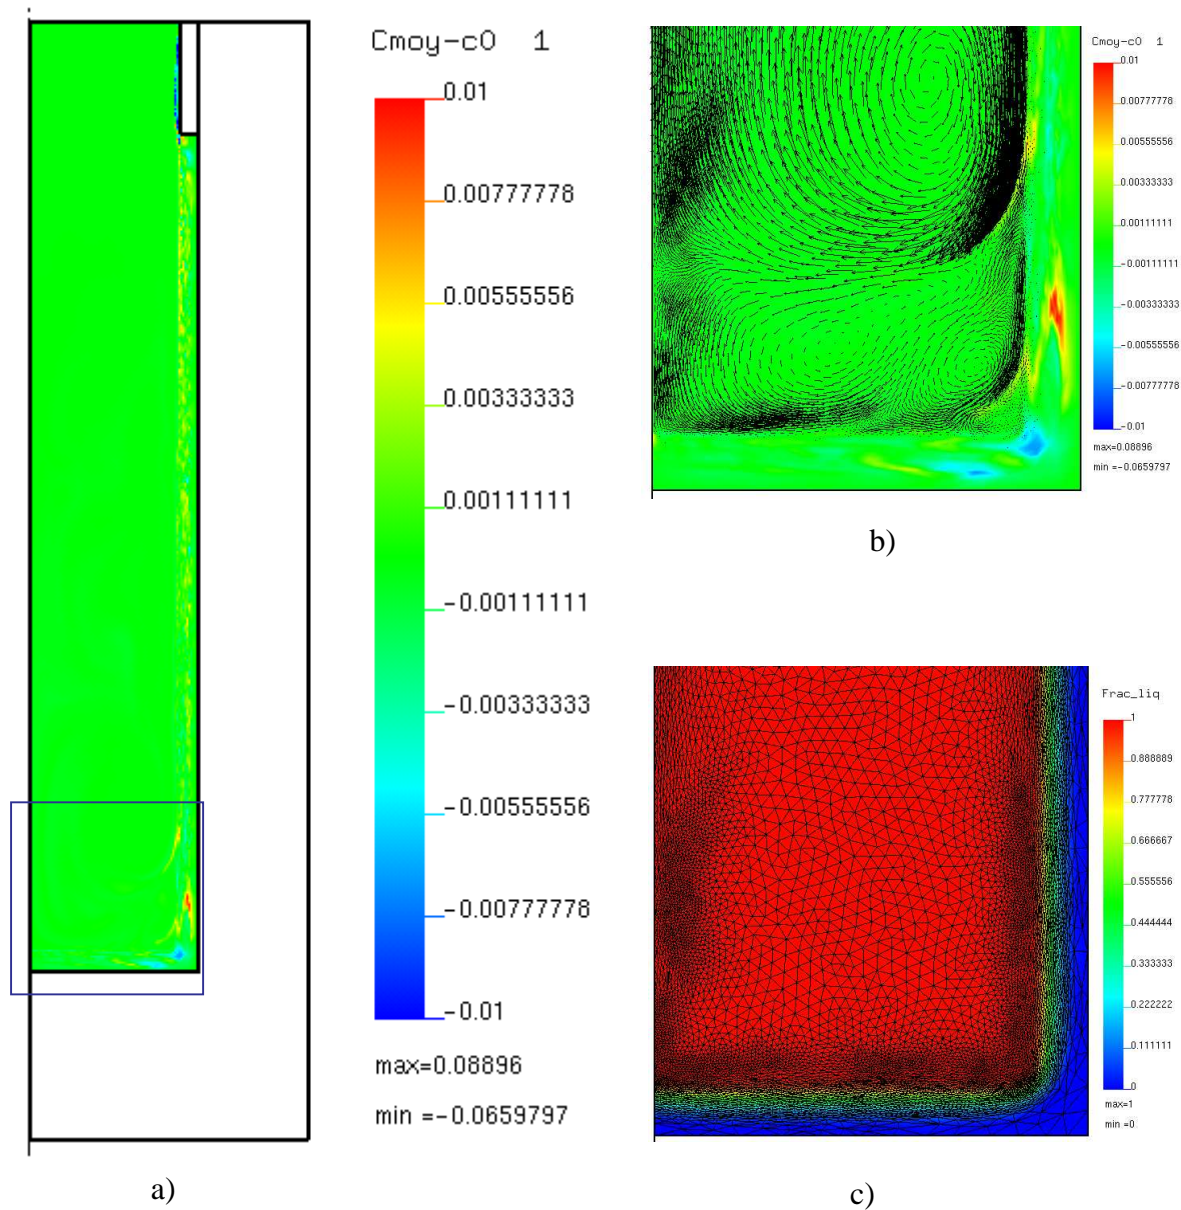 Cmoy-c0 1
0.01
0.00777778
0.00555556
0.00333333
0.00111111
-0.00111111
-0.00333333
-0.00555556
-0.00777778
-0.01
max=0.08896
min =-0.0659797
a)
Cmoy-c0 1
0.01
0.00777778
0.00555556
0.00333333
0.00111111
-0.00111111
-0.00333333
-0.00555556
-0.00777778
-0.01
max=0.08896
min =-0.0659797
b)
Frac_liq
1
0.888889
0.777778
0.666667
0.555556
0.444444
0.333333
0.222222
0.111111
0
max=1
min =0
c)